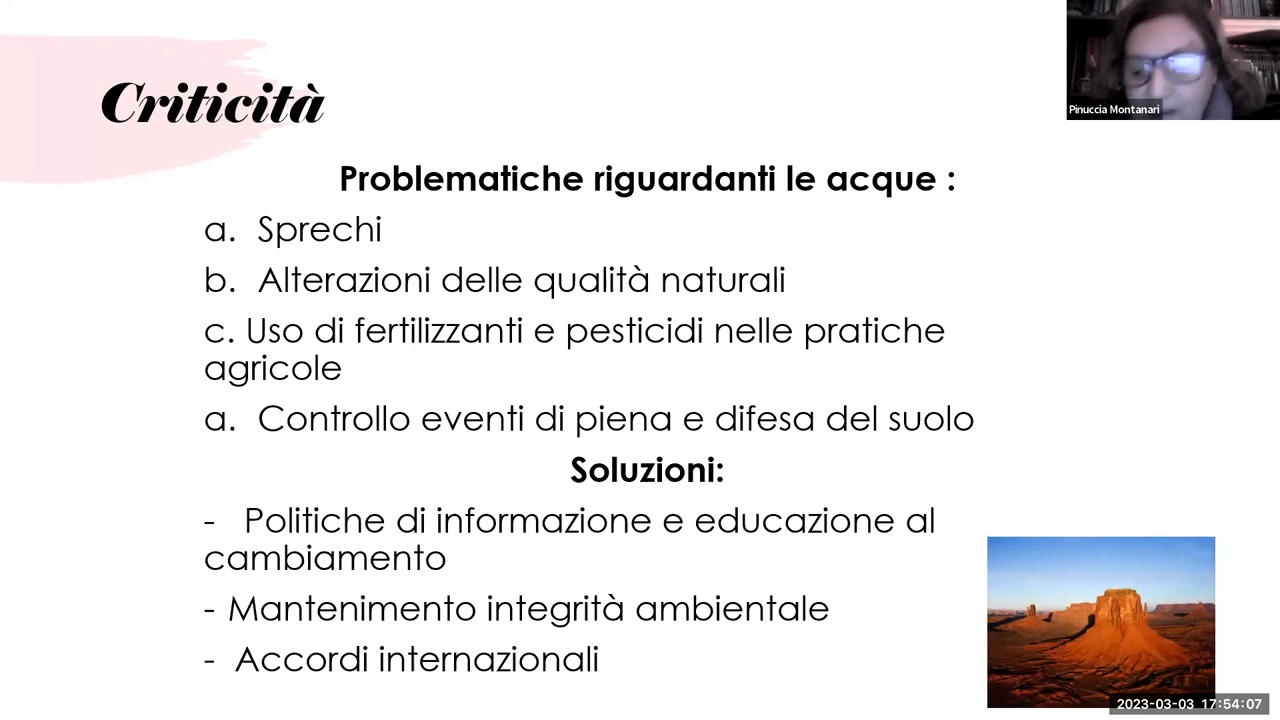 Criticità
Pinuccia Montanari
Problematiche riguardanti le acque :
a. Sprechi
b. Alterazioni delle qualità naturali
c. Uso di fertilizzanti e pesticidi nelle pratiche
agricole
a. Controllo eventi di piena e difesa del suolo
Soluzioni:
- Politiche di informazione e educazione al
cambiamento
- Mantenimento integrità ambientale
- Accordi internazionali
2023-03-03 17:54:07